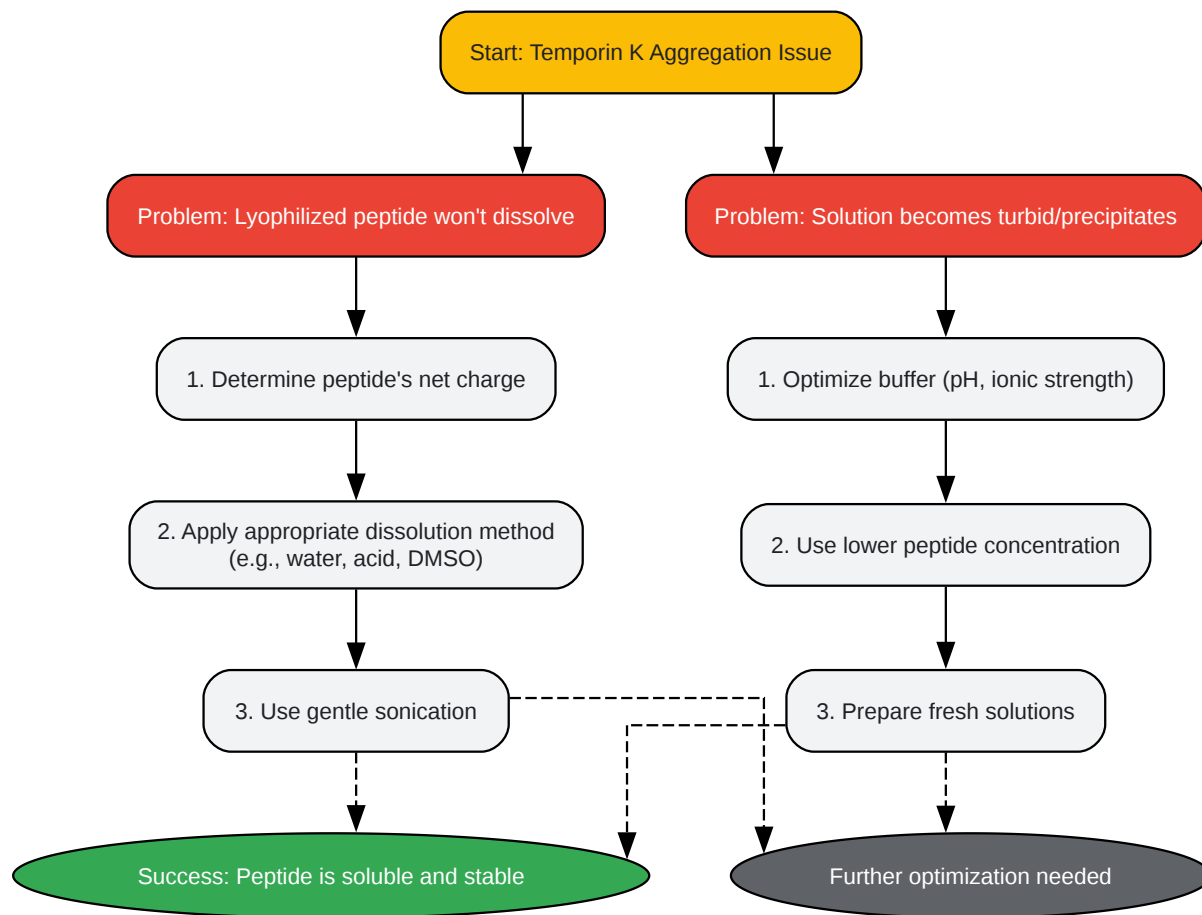 Start: Temporin K Aggregation Issue
Problem: Lyophilized peptide won't dissolve
Problem: Solution becomes turbid/precipitates
1. Determine peptide's net charge
1. Optimize buffer (pH, ionic strength)
2. Apply appropriate dissolution method
(e.g., water, acid, DMSO)
2. Use lower peptide concentration
3. Use gentle sonication
3. Prepare fresh solutions
Success: Peptide is soluble and stable
Further optimization needed